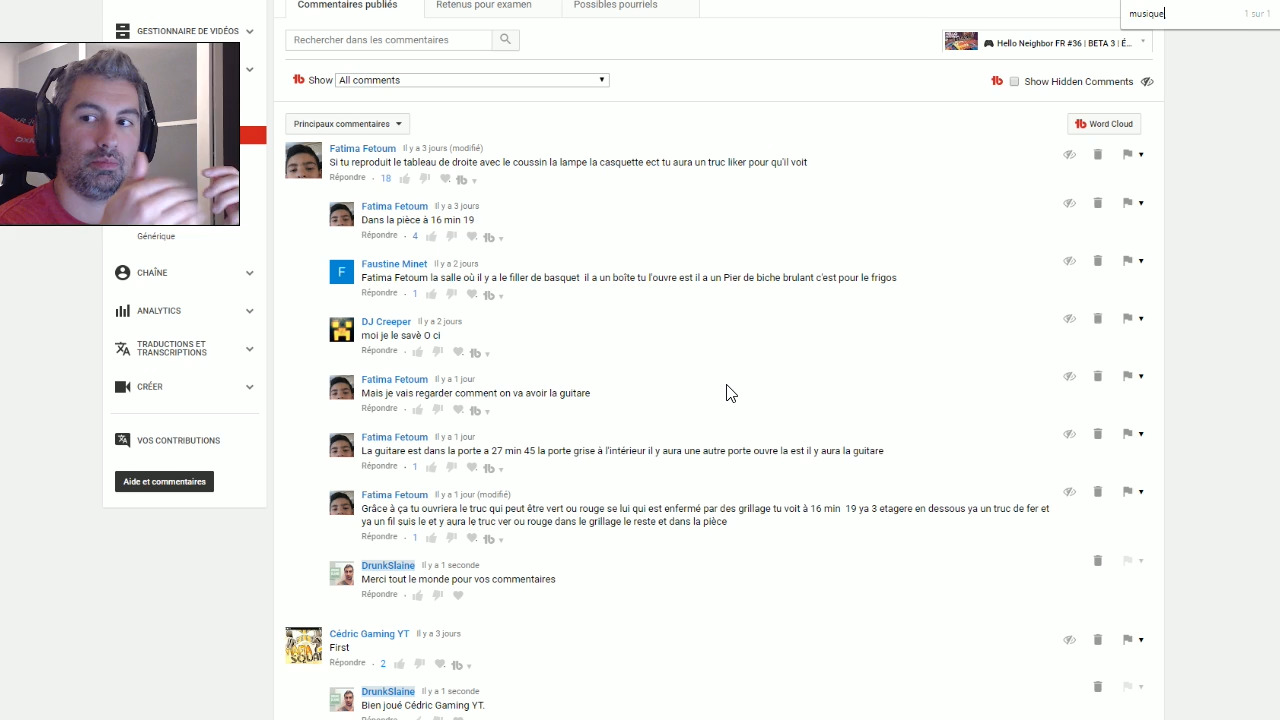 Commentaires publiés Retenus pour examen Possibles pourriels
musique 1 sur 1
GESTIONNAIRE DE VIDÉOS
Rechercher dans les commentaires
Hello Neighbor FR #36 | BETA 3 | É...
Show All comments
Show Hidden Comments
Principaux commentaires
Word Cloud
Fatima Fetoum Il y a 3 jours (modifié)
Si tu reproduit le tableau de droite avec le coussin la lampe la casquette ect tu aura un truc liker pour qu'il voit
Répondre · 18
Fatima Fetoum Il y a 3 jours
Dans la pièce à 16 min 19
Répondre · 4
Générique
CHAÎNE
ANALYTICS
TRADUCTIONS ET
TRANSCRIPTIONS
CRÉER
VOS CONTRIBUTIONS
Aide et commentaires
F
Faustine Minet Il y a 2 jours
Fatima Fetoum la salle où il y a le filler de basquet il a un boîte tu l'ouvre est il a un Pier de biche brulant c'est pour le frigos
Répondre · 1
DJ Creeper Il y a 2 jours
moi je le savè O ci
Répondre ·
Fatima Fetoum Il y a 1 jour
Mais je vais regarder comment on va avoir la guitare
Répondre ·
Fatima Fetoum Il y a 1 jour
La guitare est dans la porte a 27 min 45 la porte grise à l'intérieur il y aura une autre porte ouvre la est il y aura la guitare
Répondre · 1
Fatima Fetoum Il y a 1 jour (modifié)
Grâce à ça tu ouvriera le truc qui peut être vert ou rouge se lui qui est enfermé par des grillage tu voit à 16 min 19 ya 3 etagere en dessous ya un truc de fer et
ya un fil suis le et y aura le truc ver ou rouge dans le grillage le reste et dans la pièce
Répondre · 1
DrunkSlaine Il y a 1 seconde
Merci tout le monde pour vos commentaires
Répondre ·
Cédric Gaming YT Il y a 3 jours
First
Répondre · 2
DrunkSlaine Il y a 1 seconde
Bien joué Cédric Gaming YT.
Répondre